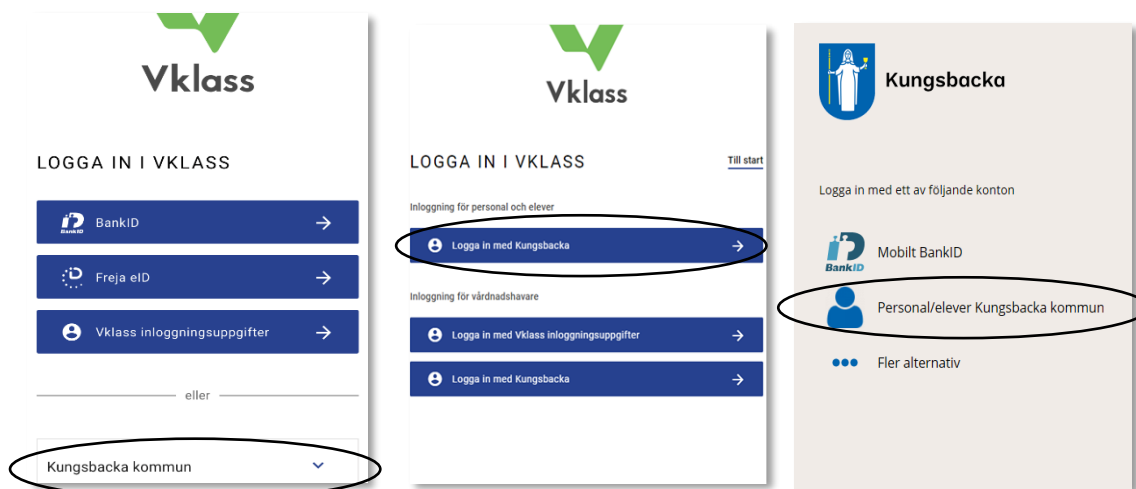 Vklass
LOGGA IN I VKLASS
BankID BankID
Freja eID
Vklass inloggningsuppgifter
eller
Kungsbacka kommun
Vklass
LOGGA IN I VKLASS
Till start
Inloggning för personal och elever
Logga in med Kungsbacka
Inloggning för vårdnadshavare
Logga in med Vklass inloggningsuppgifter
Logga in med Kungsbacka
Kungsbacka
Logga in med ett av följande konton
BankID Mobilt BankID
Personal/elever Kungsbacka kommun
Fler alternativ